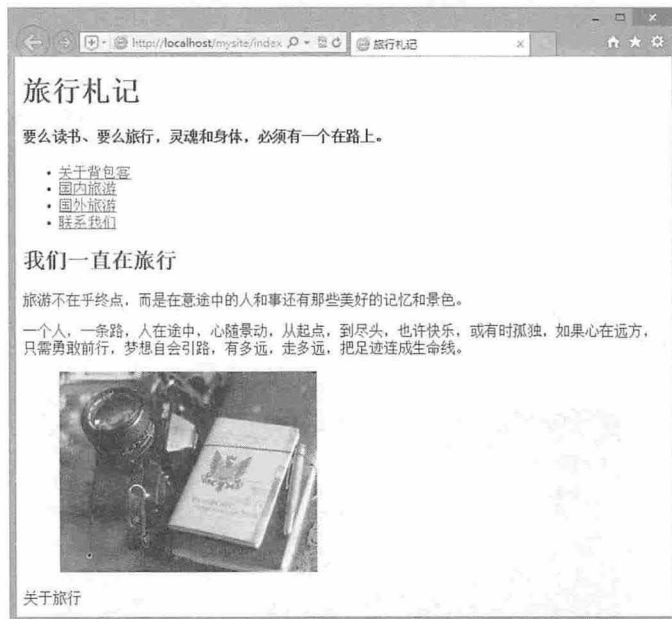 http://localhost/mysite/index
旅行札记
旅行札记
要么读书、要么旅行，灵魂和身体，必须有一个在路上。
关于背包客
国内旅游
国外旅游
联系我们
我们一直在旅行
旅游不在乎终点，而是在意途中的人和事还有那些美好的记忆和景色。
一个人，一条路，人在途中，心随景动，从起点，到尽头，也许快乐，或有时孤独，如果心在远方，
只需勇敢前行，梦想自会引路，有多远，走多远，把足迹连成生命线。
关于旅行